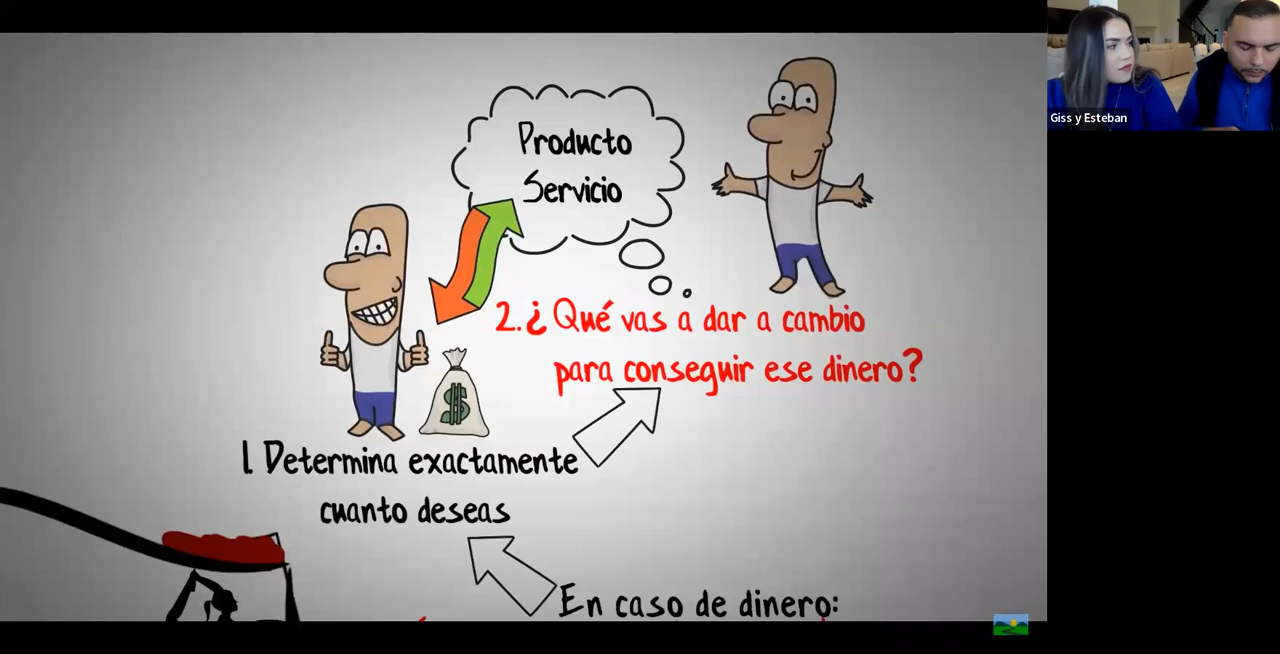 Producto
Servicio
Giss y Esteban
2. ¿Qué vas a dar a cambio
para conseguir ese dinero?
$
1. Determina exactamente
cuanto deseas
En caso de dinero: